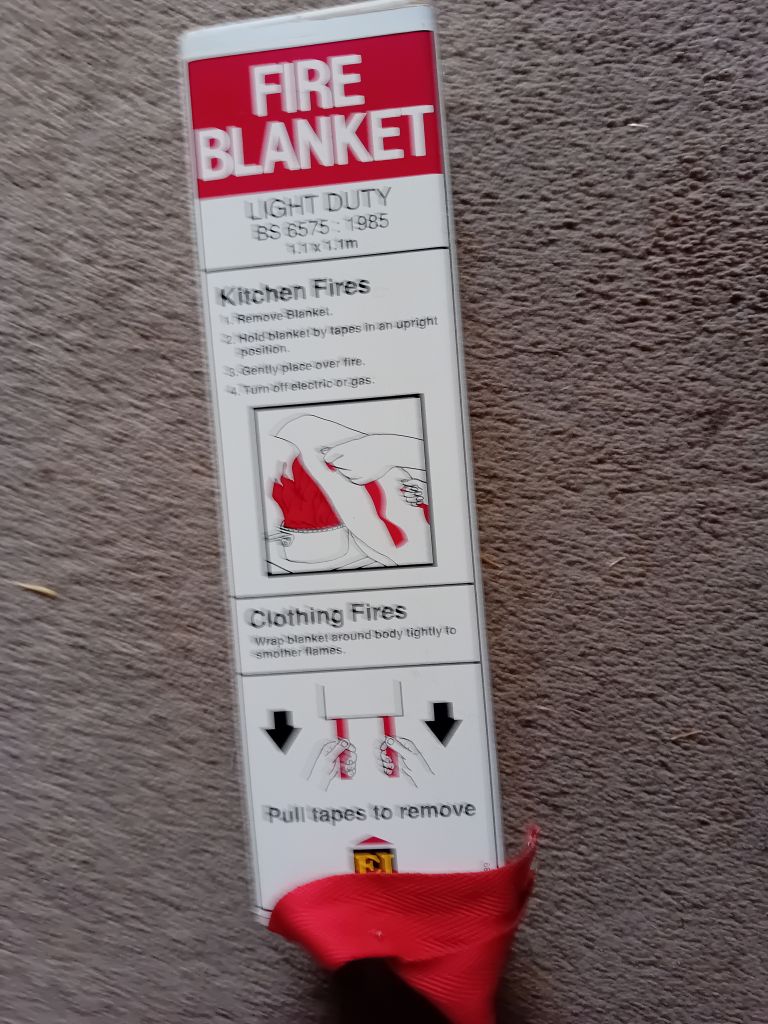 FIRE
BLANKET
LIGHT DUTY
BS 6575 : 1985
1.1 x 1.1m
Kitchen Fires
1. Remove Blanket.
2. Hold blanket by tapes in an upright
position.
3. Gently place over fire.
4. Turn off electric or gas.
Clothing Fires
Wrap blanket around body tightly to
smother flames.
Pull tapes to remove
EI